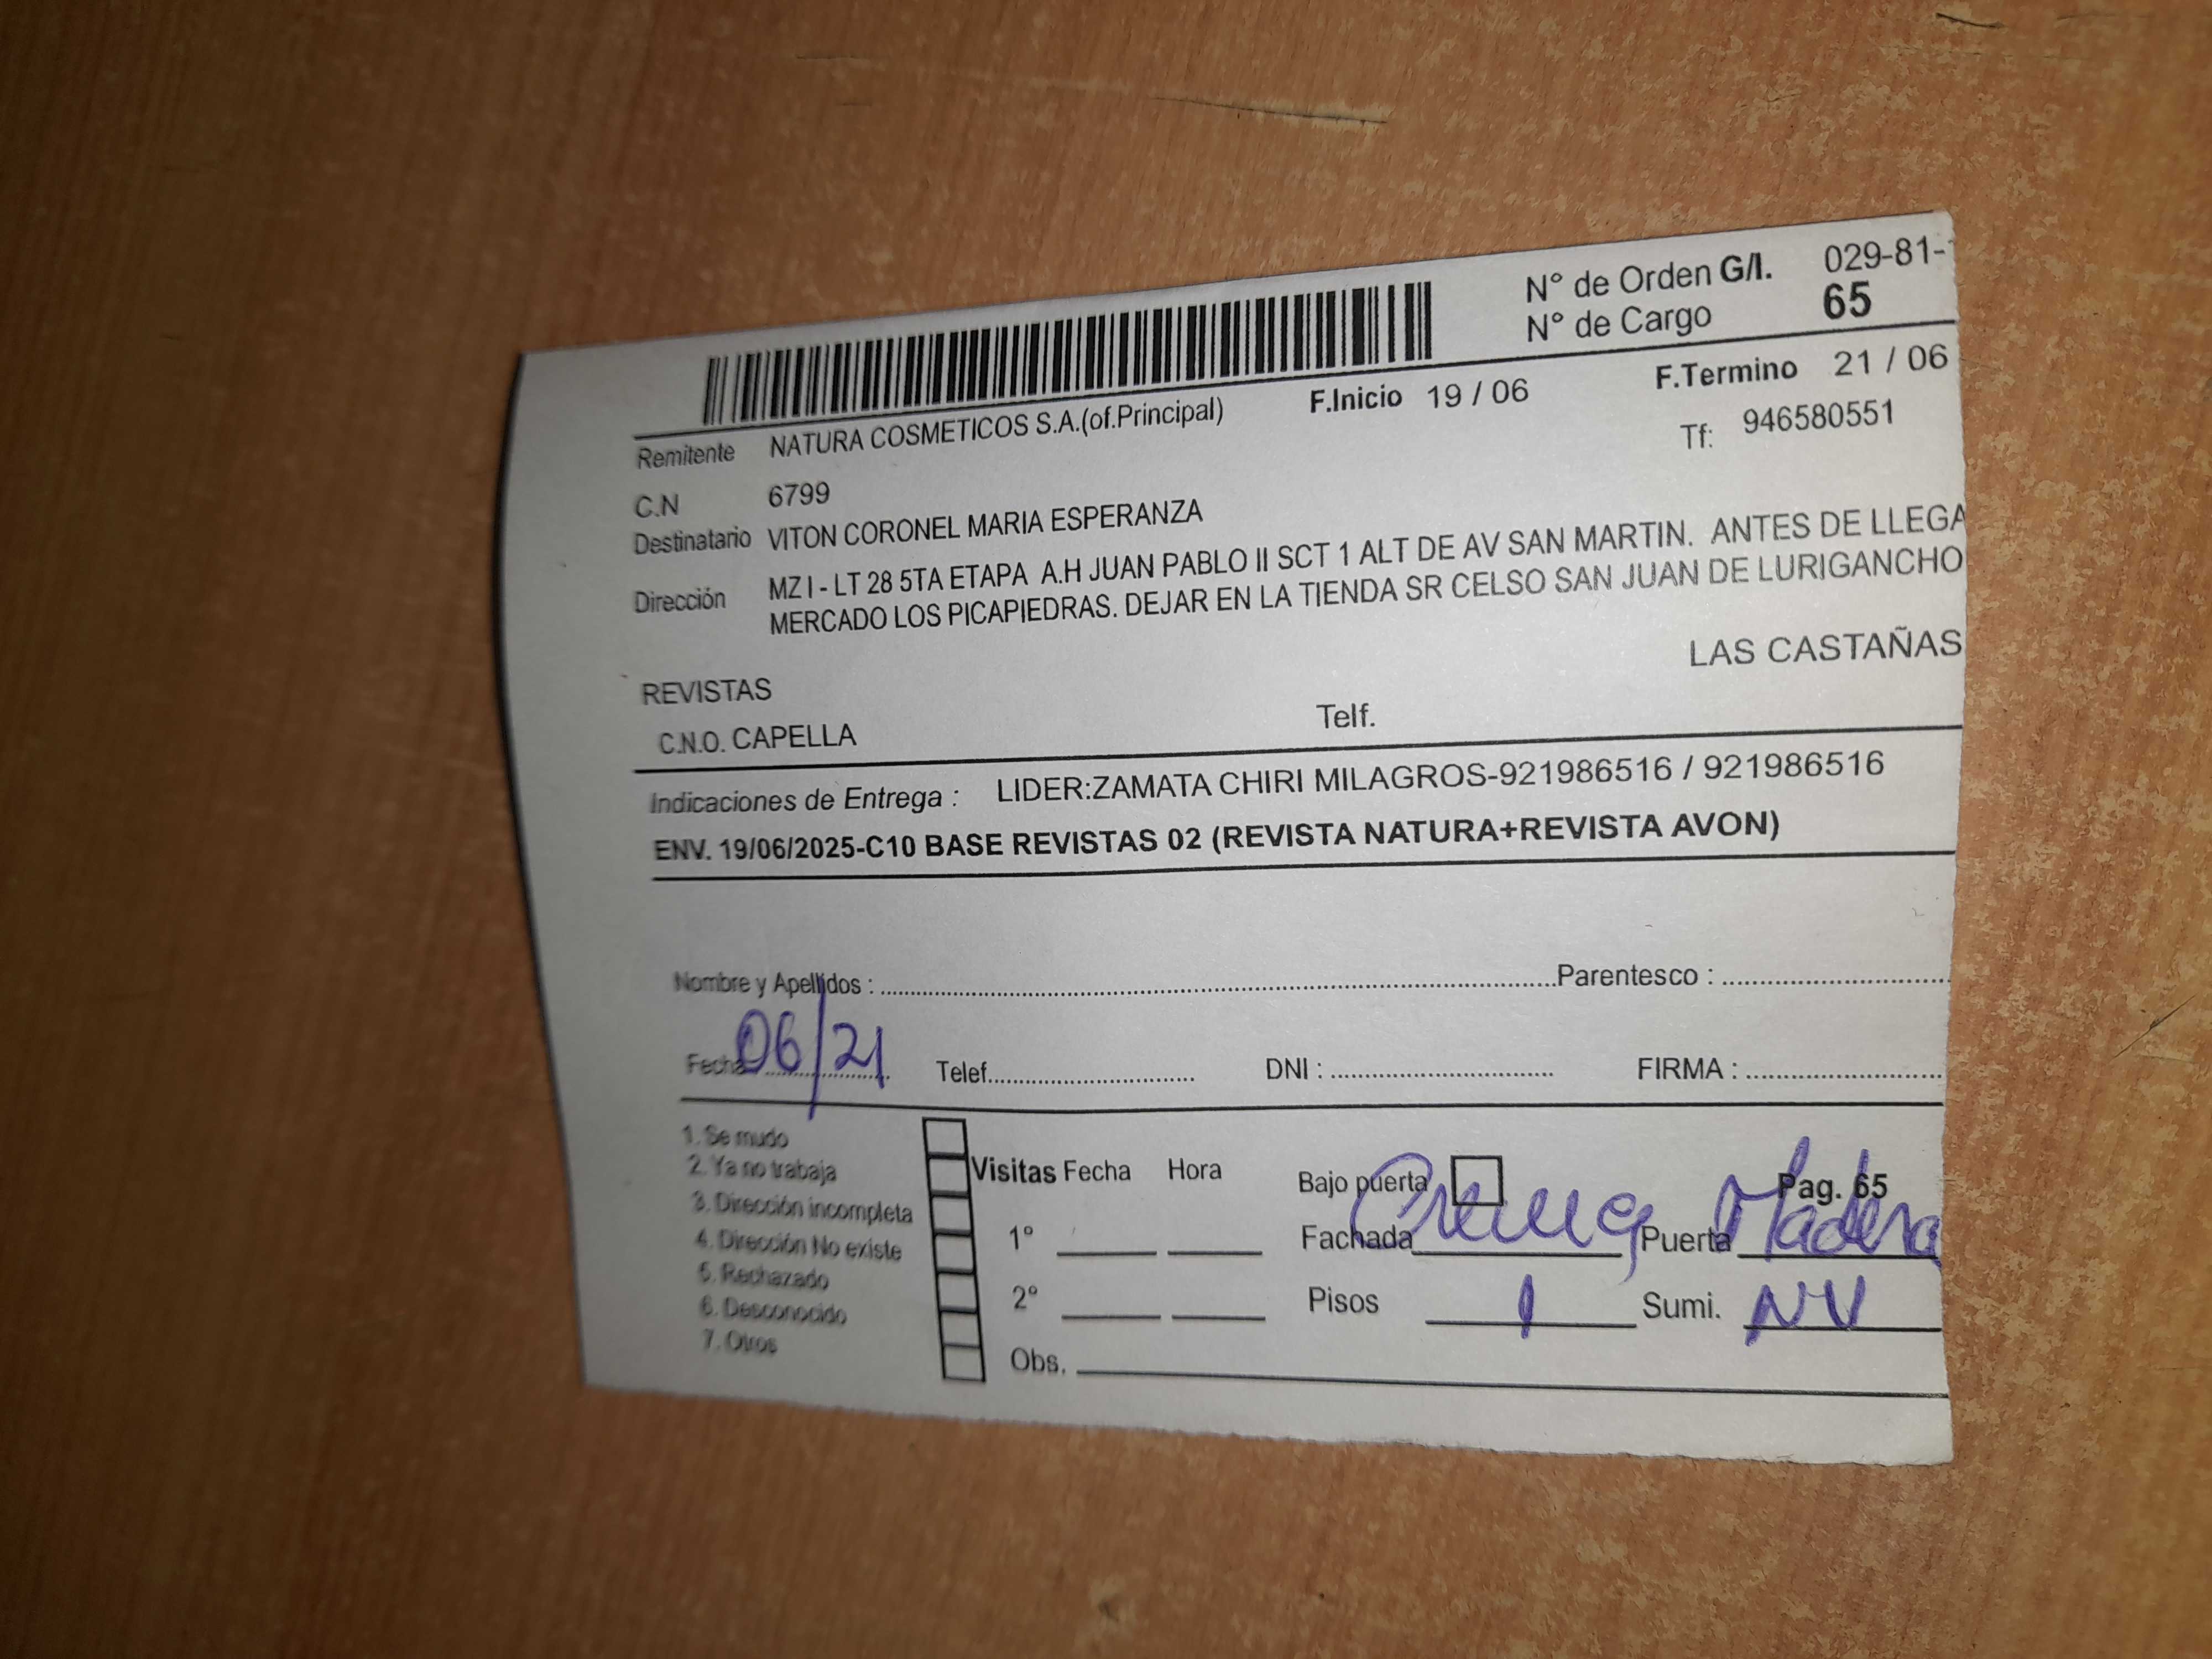 N° de Orden G/I. 029-81-
N° de Cargo 65
F.Inicio 19 / 06 F.Termino 21 / 06
Remitente NATURA COSMETICOS S.A.(of.Principal) Tf: 946580551
C.N 6799
Destinatario VITON CORONEL MARIA ESPERANZA
Dirección MZ I - LT 28 5TA ETAPA A.H JUAN PABLO II SCT 1 ALT DE AV SAN MARTIN. ANTES DE LLEGA
MERCADO LOS PICAPIEDRAS. DEJAR EN LA TIENDA SR CELSO SAN JUAN DE LURIGANCHO
LAS CASTAÑAS
REVISTAS
C.N.O. CAPELLA Telf.
Indicaciones de Entrega : LIDER:ZAMATA CHIRI MILAGROS-921986516 / 921986516
ENV. 19/06/2025-C10 BASE REVISTAS 02 (REVISTA NATURA+REVISTA AVON)
Nombre y Apellidos : Parentesco :
Fecha 06/21 Telef. DNI : FIRMA :
1. Se mudo
2. Ya no trabaja
3. Dirección incompleta
4. Dirección No existe
5. Rechazado
6. Desconocido
7. Otros
Visitas Fecha Hora
1°
2°
Obs.
Bajo puerta Pag. 65
Fachada Crema Puerta Madera
Pisos 1 Sumi. NV